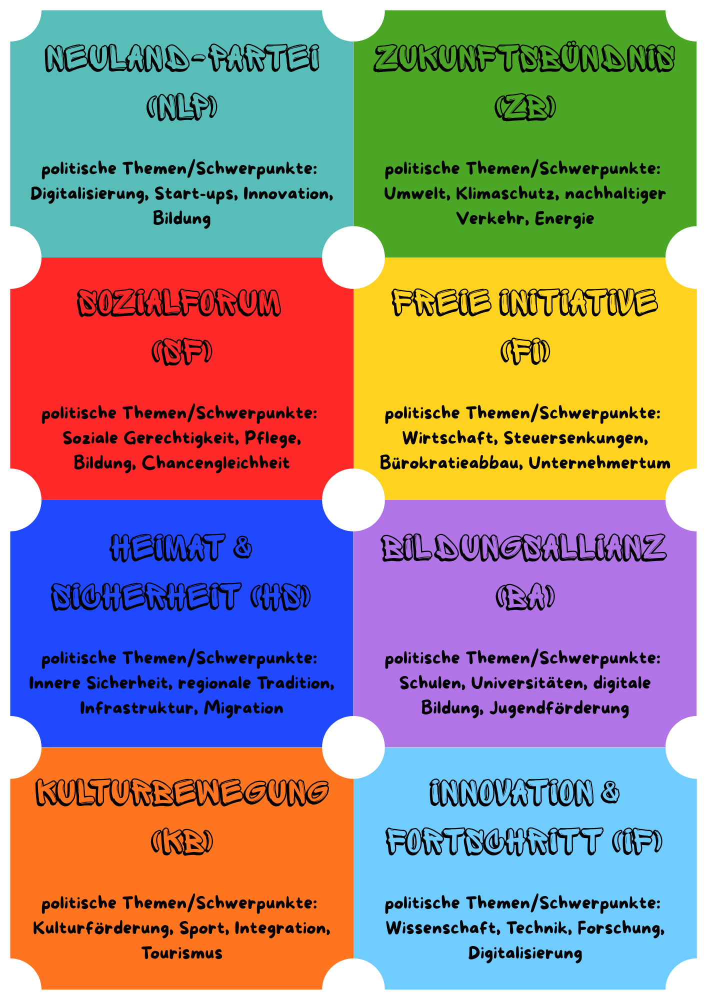 NEULAND-PARTEI
(NLP)
politische Themen/Schwerpunkte:
Digitalisierung, Start-ups, Innovation,
Bildung
ZUKUNFTSBÜNDNIS
(ZB)
politische Themen/Schwerpunkte:
Umwelt, Klimaschutz, nachhaltiger
Verkehr, Energie
SOZIALFORUM
(SF)
politische Themen/Schwerpunkte:
Soziale Gerechtigkeit, Pflege,
Bildung, Chancengleichheit
FREIE INITIATIVE
(FI)
politische Themen/Schwerpunkte:
Wirtschaft, Steuersenkungen,
Bürokratieabbau, Unternehmertum
HEIMAT &
SICHERHEIT (HS)
politische Themen/Schwerpunkte:
Innere Sicherheit, regionale Tradition,
Infrastruktur, Migration
BILDUNGSALLIANZ
(BA)
politische Themen/Schwerpunkte:
Schulen, Universitäten, digitale
Bildung, Jugendförderung
KULTURBEWEGUNG
(KB)
politische Themen/Schwerpunkte:
Kulturförderung, Sport, Integration,
Tourismus
INNOVATION &
FORTSCHRITT (IF)
politische Themen/Schwerpunkte:
Wissenschaft, Technik, Forschung,
Digitalisierung